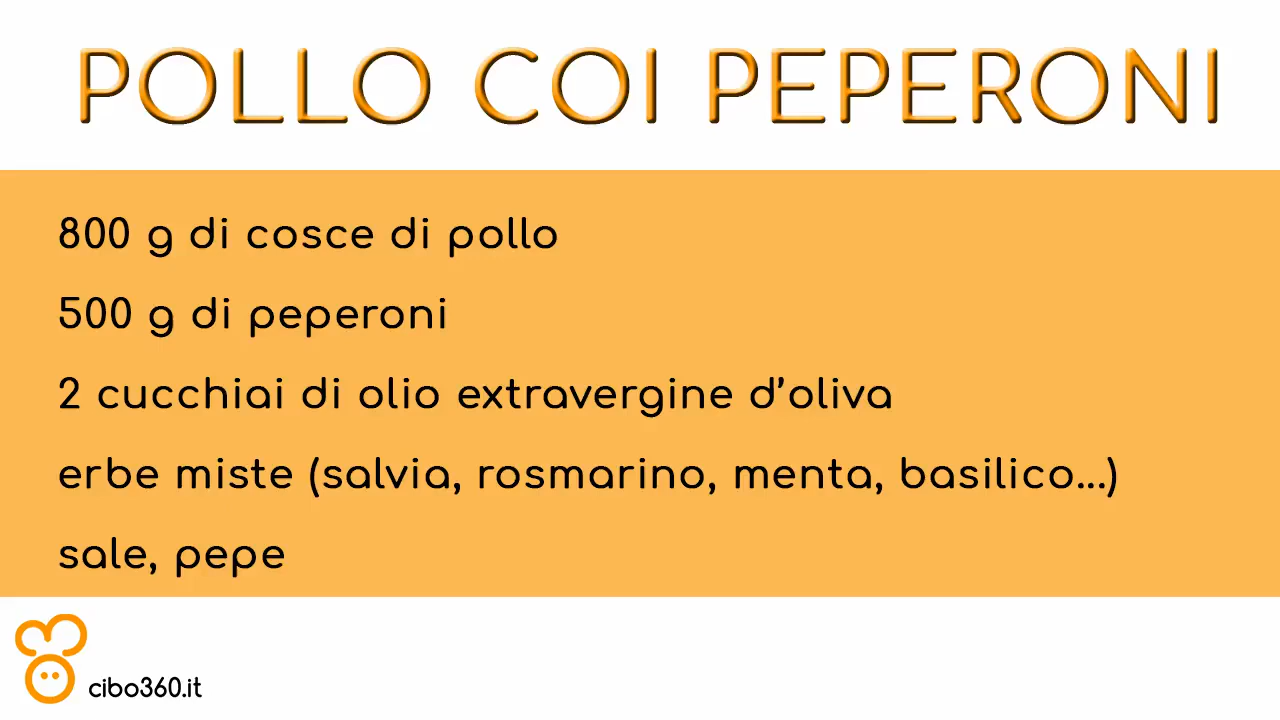 POLLO COI PEPERONI
800 g di cosce di pollo
500 g di peperoni
2 cucchiai di olio extravergine d’oliva
erbe miste (salvia, rosmarino, menta, basilico...)
sale, pepe
cibo360.it